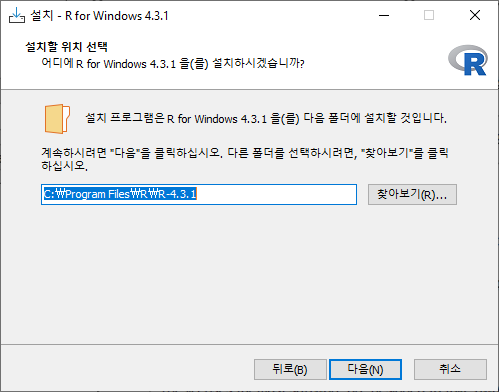 설치 - R for Windows 4.3.1
설치할 위치 선택
어디에 R for Windows 4.3.1 을(를) 설치하시겠습니까?
R
설치 프로그램은 R for Windows 4.3.1 을(를) 다음 폴더에 설치할 것입니다.
계속하시려면 "다음"을 클릭하십시오. 다른 폴더를 선택하시려면, "찾아보기"를 클릭
하십시오.
C:₩Program Files₩R₩R-4.3.1
찾아보기(R)...
뒤로(B)
다음(N)
취소